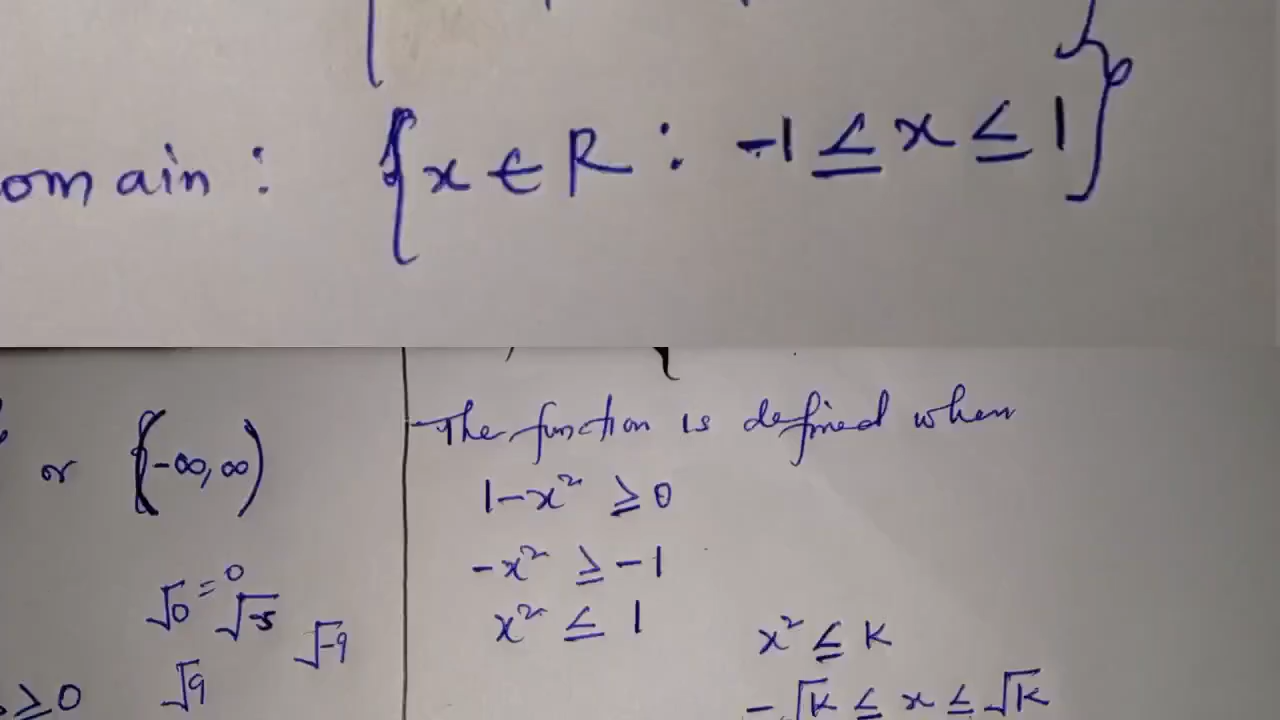 omain : {x ∈ R : -1 ≤ x ≤ 1}
or (-∞, ∞)
√0 = 0
√-5
√-9
√9
≥0
The function is defined when
1-x² ≥ 0
-x² ≥ -1
x² ≤ 1
x² ≤ K
-√K ≤ x ≤ √K